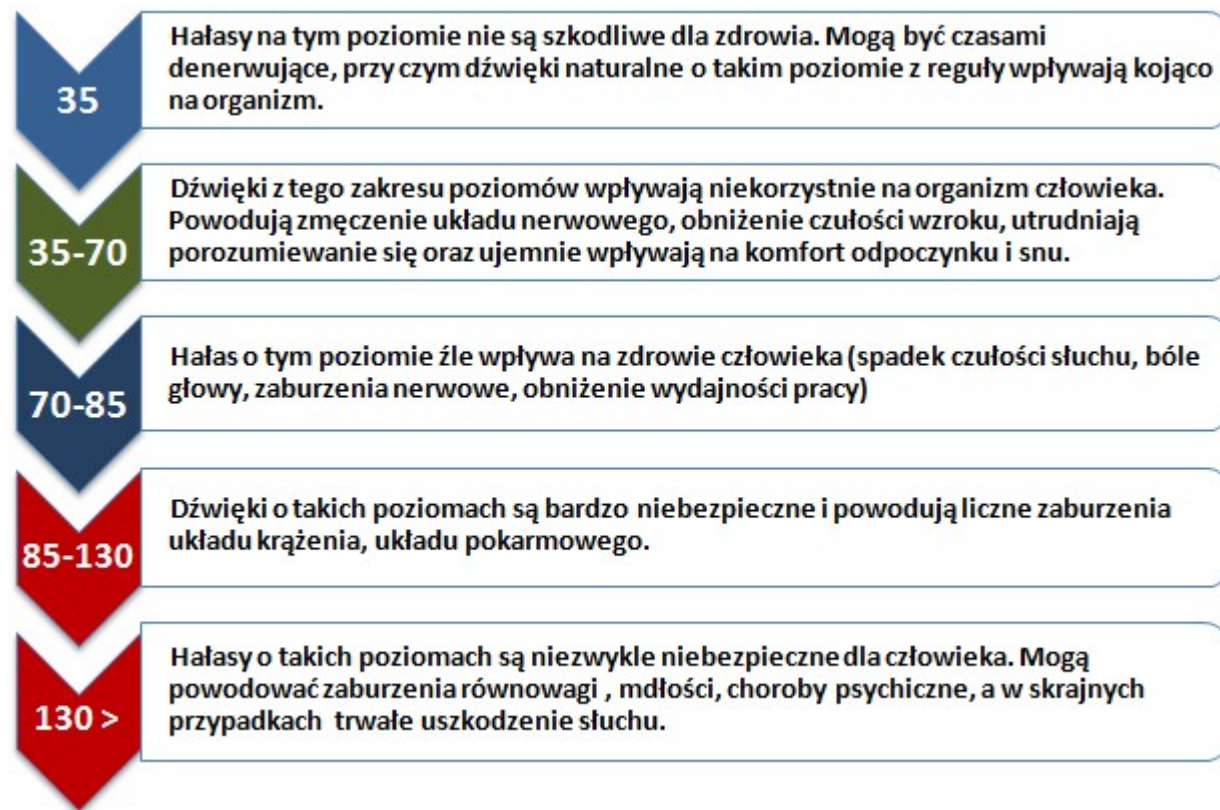 35
Hałasy na tym poziomie nie są szkodliwe dla zdrowia. Mogą być czasami
denerwujące, przy czym dźwięki naturalne o takim poziomie z reguły wpływają kojąco
na organizm.
35-70
Dźwięki z tego zakresu poziomów wpływają niekorzystnie na organizm człowieka.
Powodują zmęczenie układu nerwowego, obniżenie czułości wzroku, utrudniają
porozumiewanie się oraz ujemnie wpływają na komfort odpoczynku i snu.
70-85
Hałas o tym poziomie źle wpływa na zdrowie człowieka (spadek czułości słuchu, bóle
głowy, zaburzenia nerwowe, obniżenie wydajności pracy)
85-130
Dźwięki o takich poziomach są bardzo niebezpieczne i powodują liczne zaburzenia
układu krążenia, układu pokarmowego.
130 >
Hałasy o takich poziomach są niezwykle niebezpieczne dla człowieka. Mogą
powodować zaburzenia równowagi , mdłości, choroby psychiczne, a w skrajnych
przypadkach trwałe uszkodzenie słuchu.